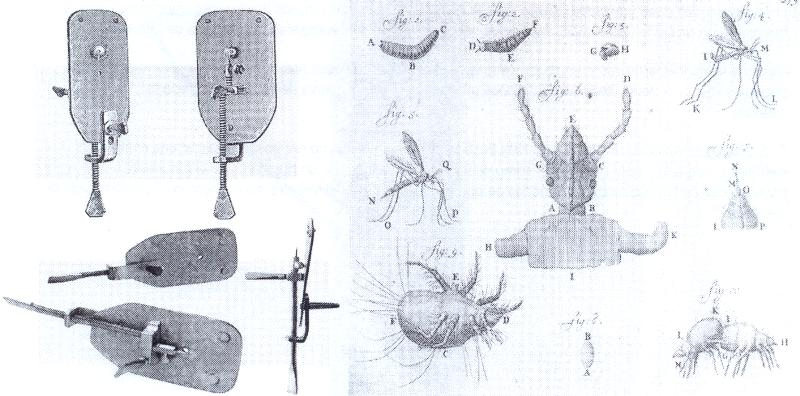 fig: 1.
A B C
fig: 2.
D E F
fig: 3.
G H
fig: 4.
I K L M
fig: 5.
N O P Q
fig: 6.
F D
E
G C
A B
H K
I
N
M O
I P
fig: 8.
B
A
fig: 9.
E
F D
C
K I
L H
G